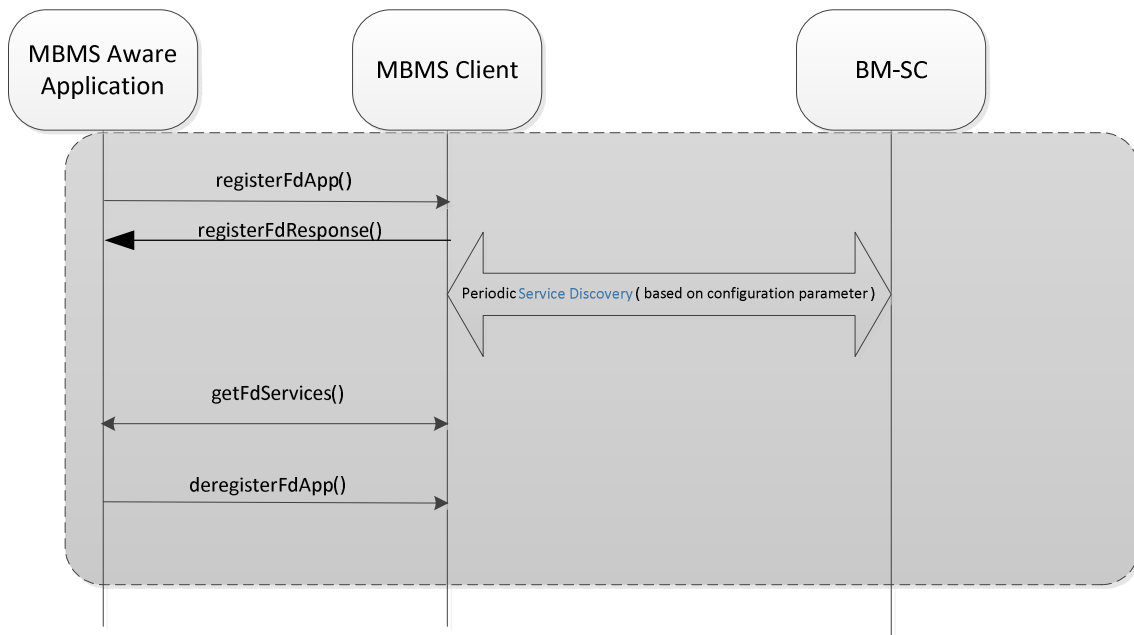 MBMS Aware
Application
MBMS Client
BM-SC
registerFdApp()
registerFdResponse()
Periodic Service Discovery ( based on configuration parameter )
getFdServices()
deregisterFdApp()